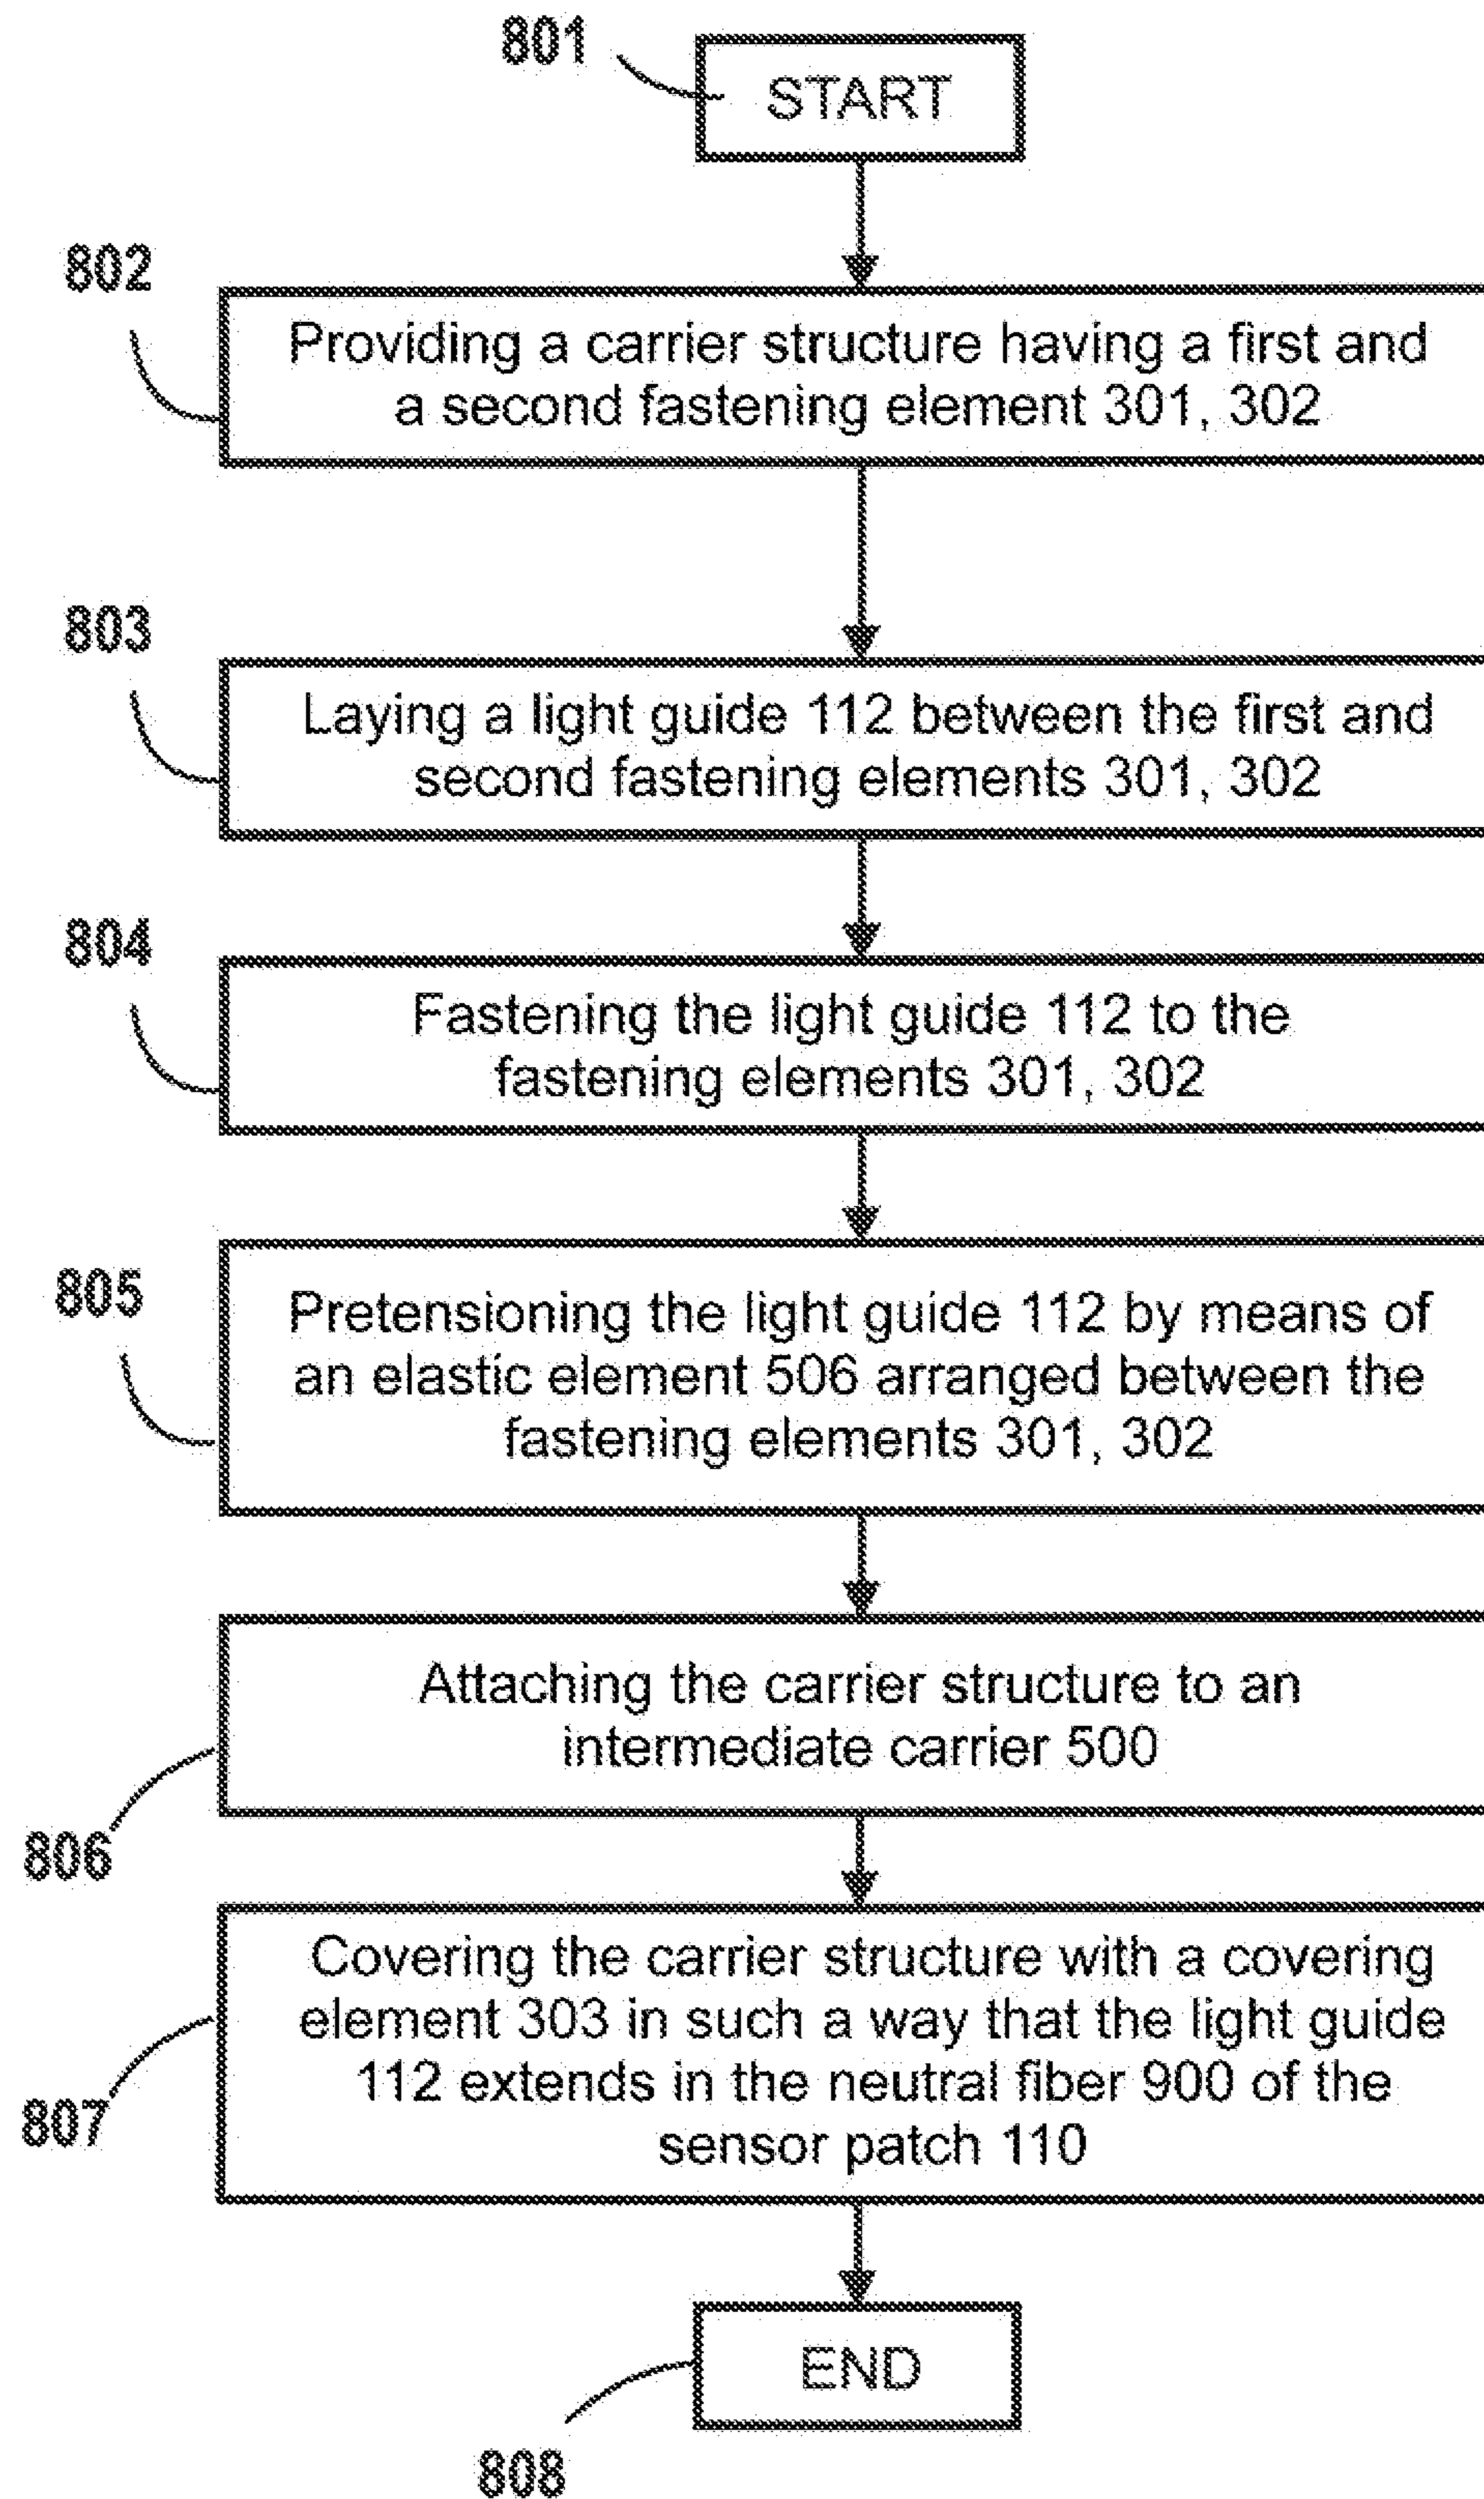 801
START
802
Providing a carrier structure having a first and
a second fastening element 301, 302
803
Laying a light guide 112 between the first and
second fastening elements 301, 302
804
Fastening the light guide 112 to the
fastening elements 301, 302
805
Pretensioning the light guide 112 by means of
an elastic element 506 arranged between the
fastening elements 301, 302
Attaching the carrier structure to an
intermediate carrier 500
806
Covering the carrier structure with a covering
element 303 in such a way that the light guide
112 extends in the neutral fiber 900 of the
sensor patch 110
807
END
808